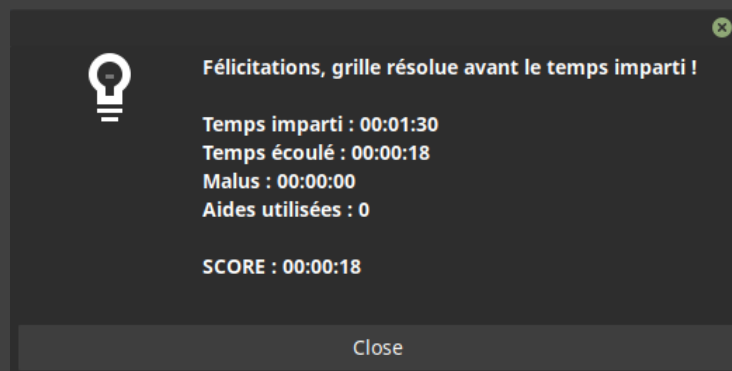 Félicitations, grille résolue avant le temps imparti !
Temps imparti : 00:01:30
Temps écoulé : 00:00:18
Malus : 00:00:00
Aides utilisées : 0
SCORE : 00:00:18
Close